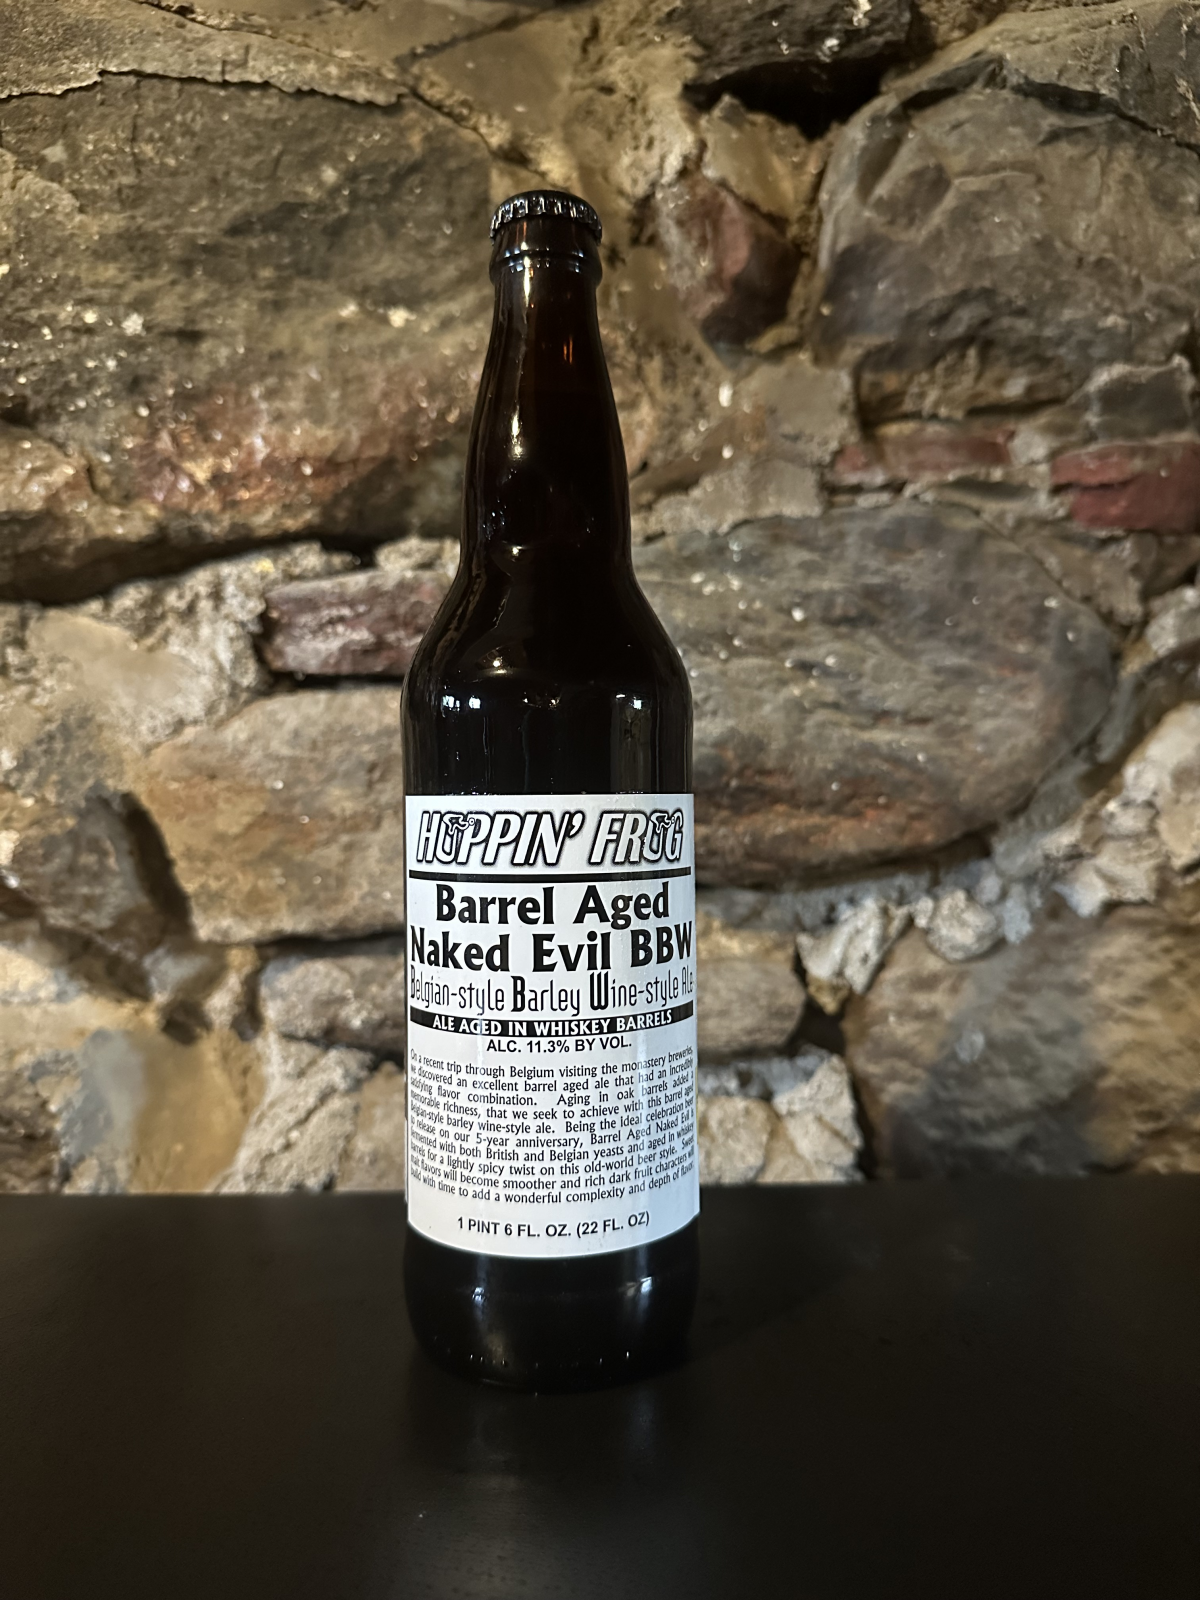 HOPPIN' FROG
Barrel Aged
Naked Evil BBW
Belgian-style Barley Wine-style Ale
ALE AGED IN WHISKEY BARRELS
ALC. 11.3% BY VOL.
On a recent trip through Belgium visiting the monastery breweries,
we discovered an excellent barrel aged ale that had an incredibly
satisfying flavor combination. Aging in oak barrels added a
memorable richness, that we seek to achieve with this barrel aged
Belgian-style barley wine-style ale. Being the ideal celebration beer
to release on our 5-year anniversary, Barrel Aged Naked Evil is
fermented with both British and Belgian yeasts and aged in whiskey
barrels for a lightly spicy twist on this old-world beer style. Sweet
malt flavors will become smoother and rich dark fruit characters will
build with time to add a wonderful complexity and depth of flavor.
1 PINT 6 FL. OZ. (22 FL. OZ)